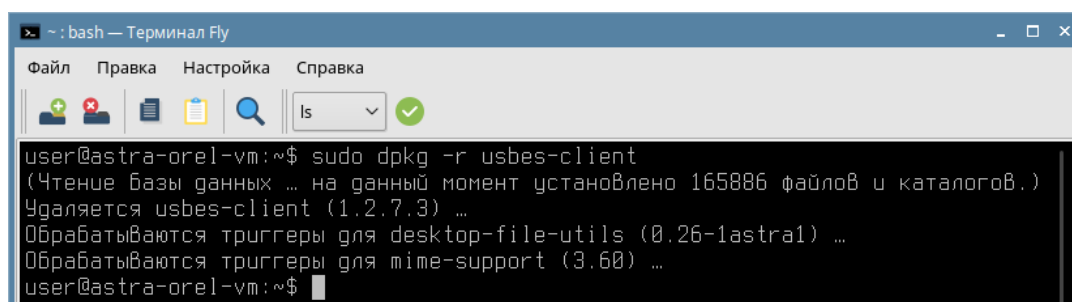 ~ : bash — Терминал Fly
Файл Правка Настройка Справка
ls
user@astra-orel-vm:~$ sudo dpkg -r usbes-client
(Чтение базы данных … на данный момент установлено 165886 файлов и каталогов.)
Удаляется usbes-client (1.2.7.3) …
Обрабатываются триггеры для desktop-file-utils (0.26-1astra1) …
Обрабатываются триггеры для mime-support (3.60) …
user@astra-orel-vm:~$